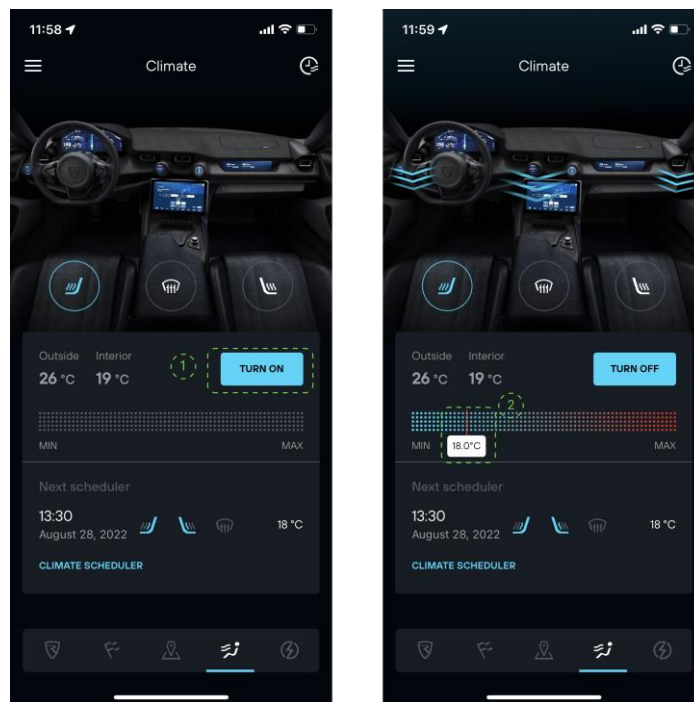 11:58
Climate
Outside Interior
26 °C 19 °C
1
TURN ON
MIN MAX
Next scheduler
13:30
August 28, 2022
18 °C
CLIMATE SCHEDULER
11:59
Climate
Outside Interior
26 °C 19 °C
TURN OFF
2
MIN 18.0°C MAX
Next scheduler
13:30
August 28, 2022
18 °C
CLIMATE SCHEDULER